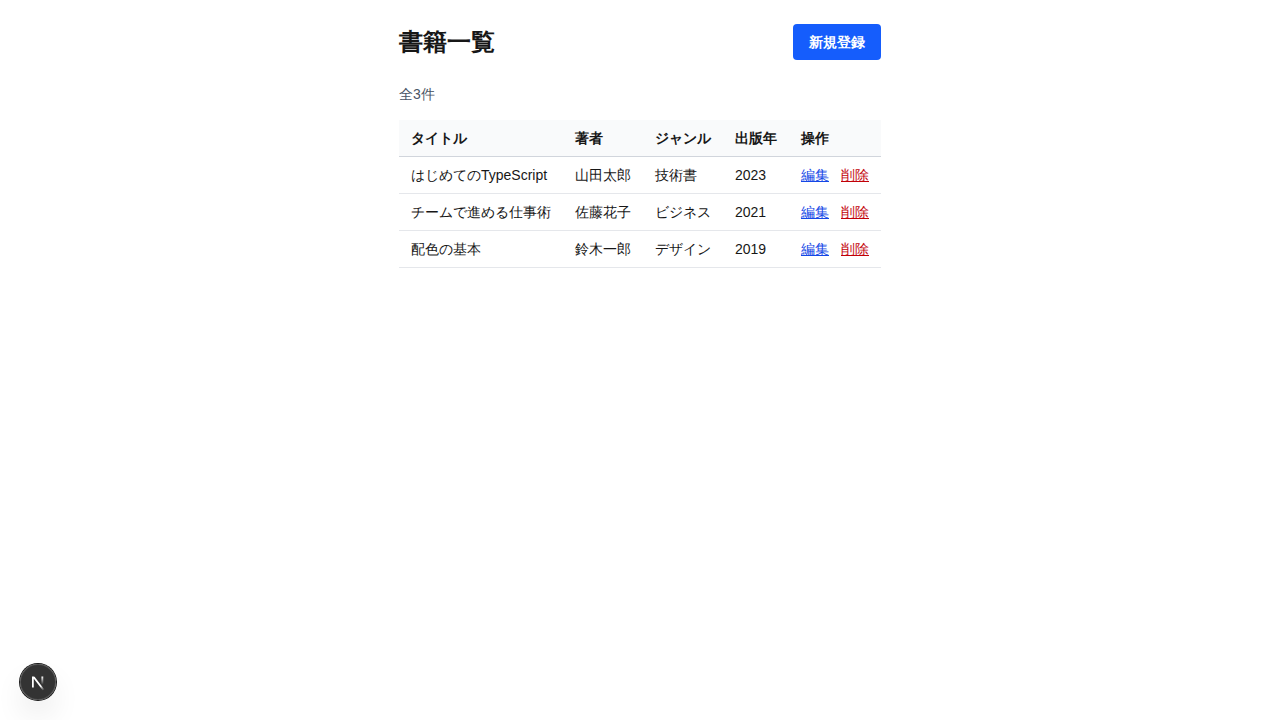 書籍一覧
新規登録
全3件
タイトル 著者 ジャンル 出版年 操作
はじめてのTypeScript 山田太郎 技術書 2023 編集 削除
チームで進める仕事術 佐藤花子 ビジネス 2021 編集 削除
配色の基本 鈴木一郎 デザイン 2019 編集 削除
N